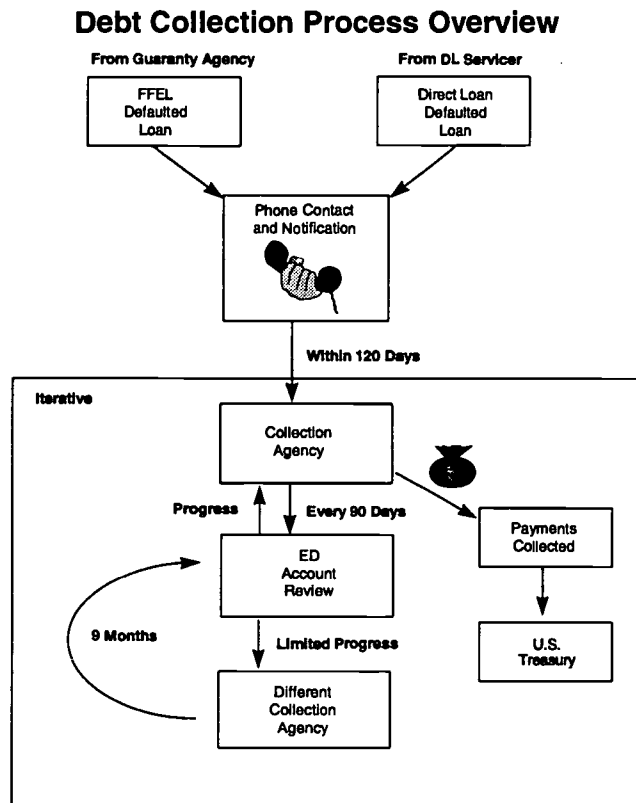 Debt Collection Process Overview
From Guaranty Agency
From DL Servicer
FFEL
Defaulted
Loan
Direct Loan
Defaulted
Loan
Phone Contact
and Notification
Within 120 Days
Iterative
Collection
Agency
Progress
Every 90 Days
Payments
Collected
ED
Account
Review
9 Months
Limited Progress
U.S.
Treasury
Different
Collection
Agency